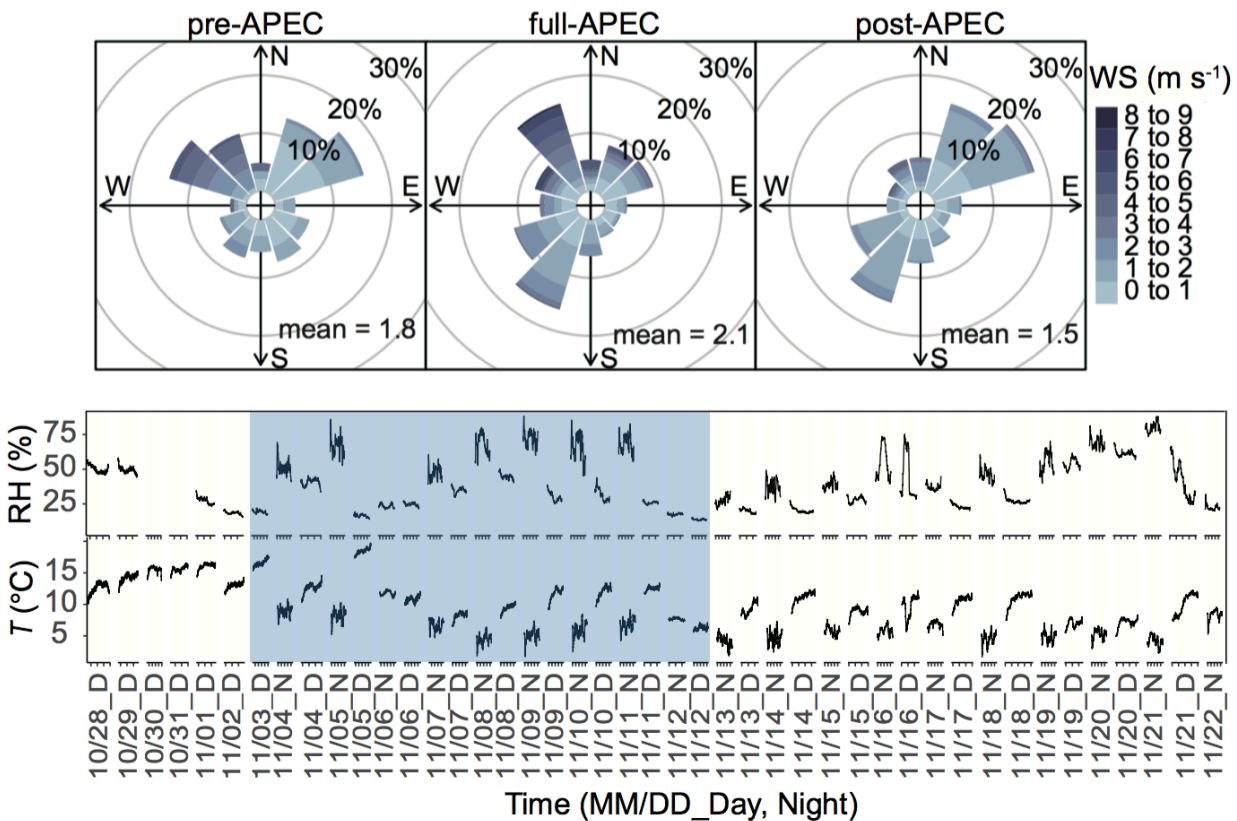 pre-APEC full-APEC post-APEC
N N N
30% 30% 30%
20% 20% 20%
10% 10% 10%
W E W E W E
mean = 1.8 mean = 2.1 mean = 1.5
S S S
WS (m s⁻¹)
8 to 9
7 to 8
6 to 7
5 to 6
4 to 5
3 to 4
2 to 3
1 to 2
0 to 1
RH (%)
75
50
25
T (°C)
15
10
5
10/28_D
10/29_D
10/30_D
10/31_D
11/01_D
11/02_D
11/03_D
11/04_N
11/04_D
11/05_N
11/05_D
11/06_N
11/06_D
11/07_N
11/07_D
11/08_N
11/08_D
11/09_N
11/09_D
11/10_N
11/10_D
11/11_N
11/11_D
11/12_N
11/12_D
11/13_N
11/13_D
11/14_N
11/14_D
11/15_N
11/15_D
11/16_N
11/16_D
11/17_N
11/17_D
11/18_N
11/18_D
11/19_N
11/19_D
11/20_N
11/20_D
11/21_N
11/21_D
11/22_N
Time (MM/DD_Day, Night)